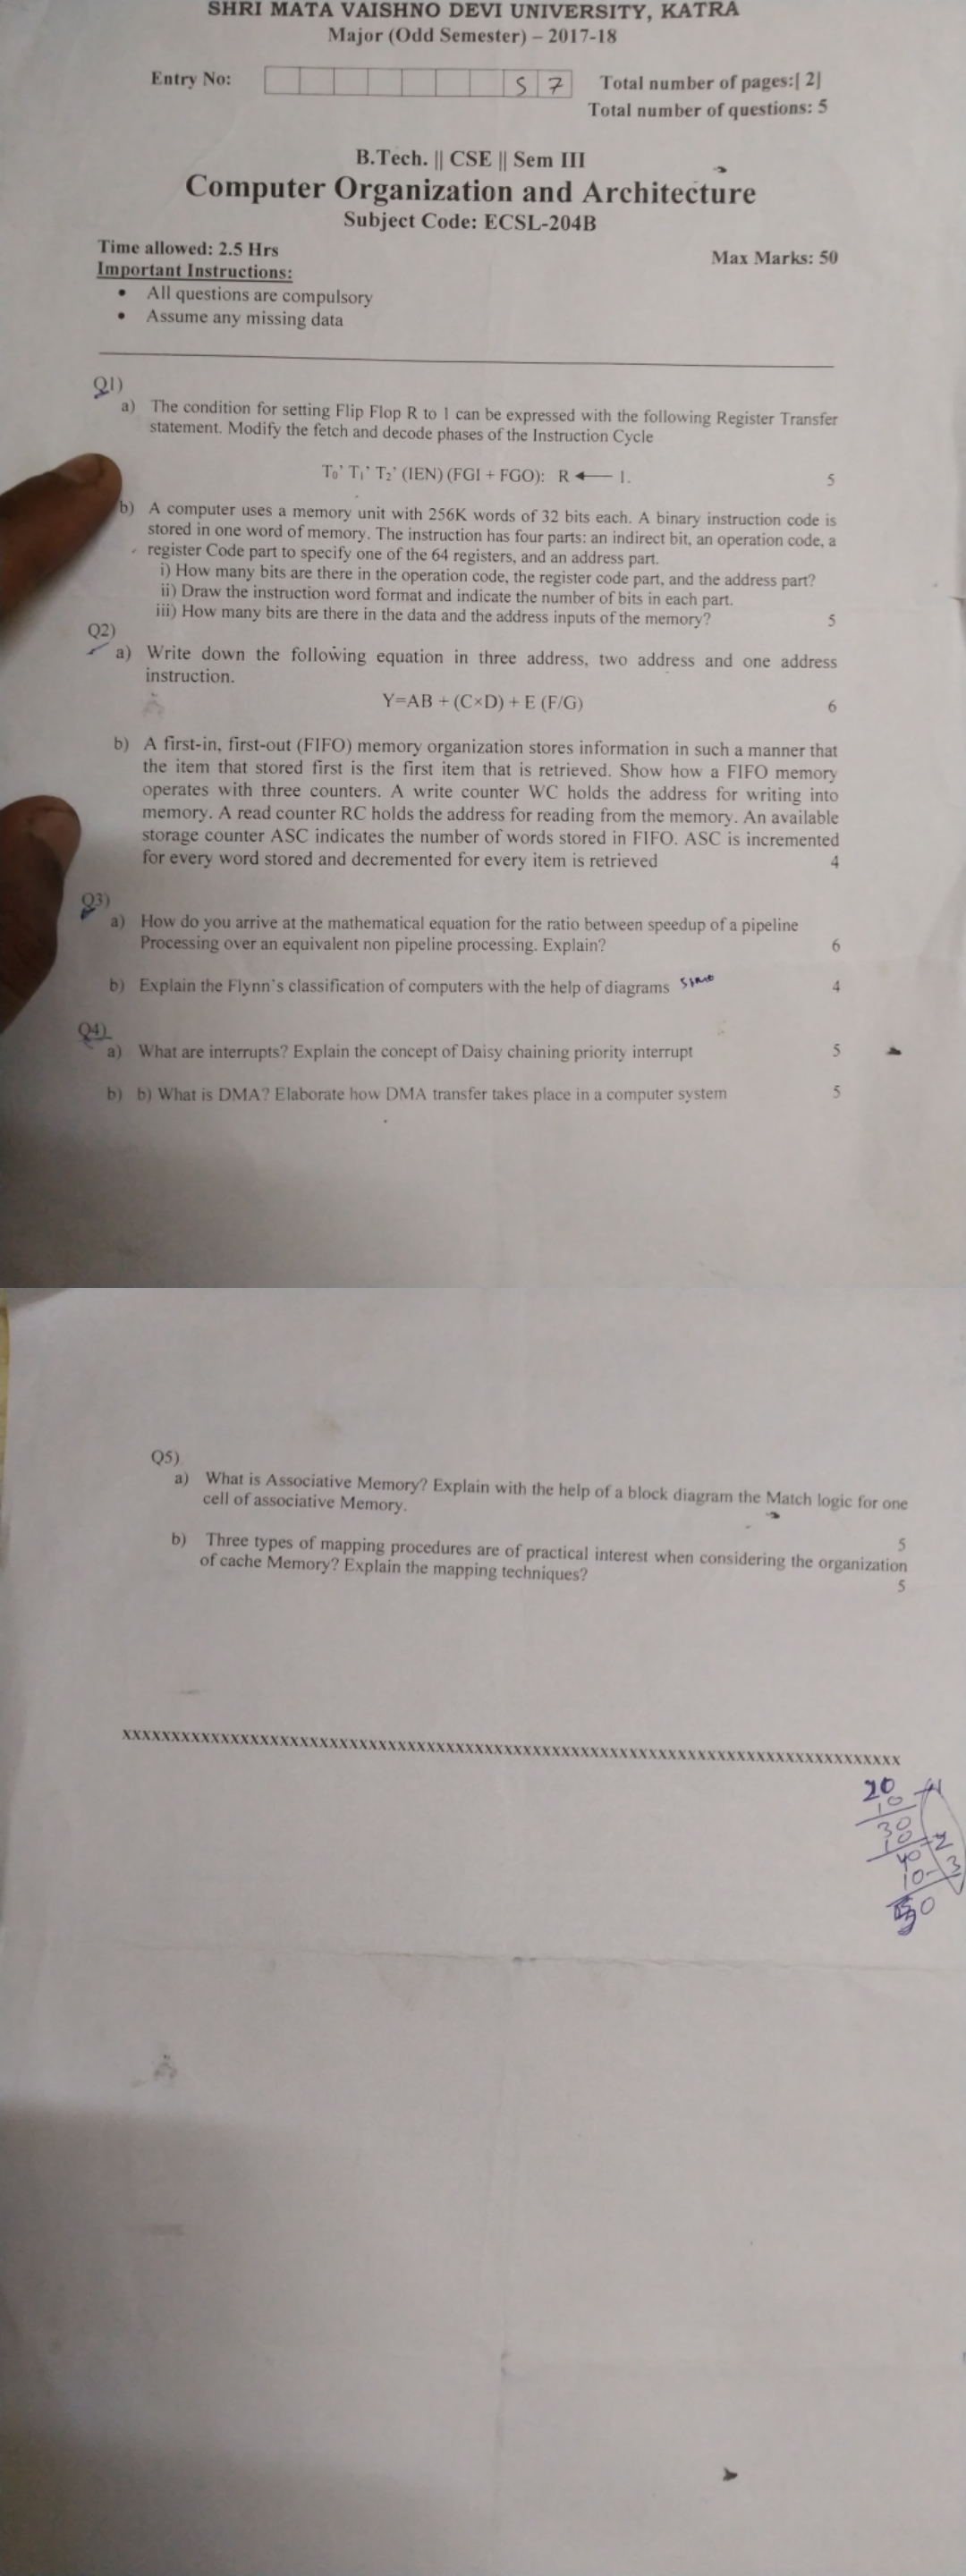 SHRI MATA VAISHNO DEVI UNIVERSITY, KATRA
Major (Odd Semester) – 2017-18
Entry No: 5 7 Total number of pages:[ 2]
Total number of questions: 5
B.Tech. || CSE || Sem III
Computer Organization and Architecture
Subject Code: ECSL-204B
Time allowed: 2.5 Hrs Max Marks: 50
Important Instructions:
• All questions are compulsory
• Assume any missing data
Q1)
a) The condition for setting Flip Flop R to 1 can be expressed with the following Register Transfer
statement. Modify the fetch and decode phases of the Instruction Cycle
T₀' T₁' T₂' (IEN) (FGI + FGO): R ← 1. 5
b) A computer uses a memory unit with 256K words of 32 bits each. A binary instruction code is
stored in one word of memory. The instruction has four parts: an indirect bit, an operation code, a
register Code part to specify one of the 64 registers, and an address part.
i) How many bits are there in the operation code, the register code part, and the address part?
ii) Draw the instruction word format and indicate the number of bits in each part.
iii) How many bits are there in the data and the address inputs of the memory? 5
Q2)
a) Write down the following equation in three address, two address and one address
instruction.
Y=AB + (C×D) + E (F/G) 6
b) A first-in, first-out (FIFO) memory organization stores information in such a manner that
the item that stored first is the first item that is retrieved. Show how a FIFO memory
operates with three counters. A write counter WC holds the address for writing into
memory. A read counter RC holds the address for reading from the memory. An available
storage counter ASC indicates the number of words stored in FIFO. ASC is incremented
for every word stored and decremented for every item is retrieved 4
Q3)
a) How do you arrive at the mathematical equation for the ratio between speedup of a pipeline
Processing over an equivalent non pipeline processing. Explain? 6
b) Explain the Flynn's classification of computers with the help of diagrams 4
Q4)
a) What are interrupts? Explain the concept of Daisy chaining priority interrupt 5
b) b) What is DMA? Elaborate how DMA transfer takes place in a computer system 5
Q5)
a) What is Associative Memory? Explain with the help of a block diagram the Match logic for one
cell of associative Memory.
5
b) Three types of mapping procedures are of practical interest when considering the organization
of cache Memory? Explain the mapping techniques?
5
xxxxxxxxxxxxxxxxxxxxxxxxxxxxxxxxxxxxxxxxxxxxxxxxxxxxxxxxxxxxxxxxxxxxxxxxxxxxxxx
20
10
30
10 2
40
10 3
50